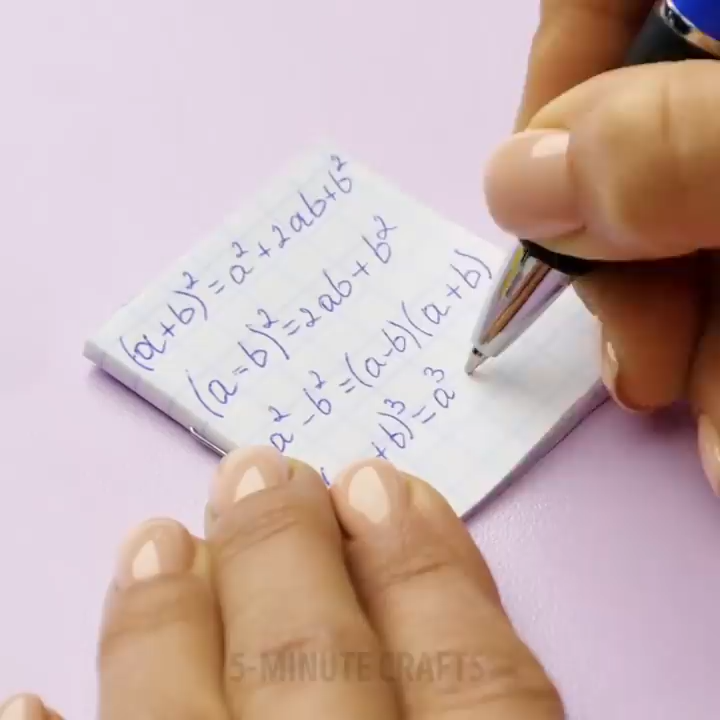 (a+b)²=a²+2ab+b²
(a-b)²=2ab+b²
a²-b²=(a-b)(a+b)
+b)³=a³
5-MINUTE CRAFTS